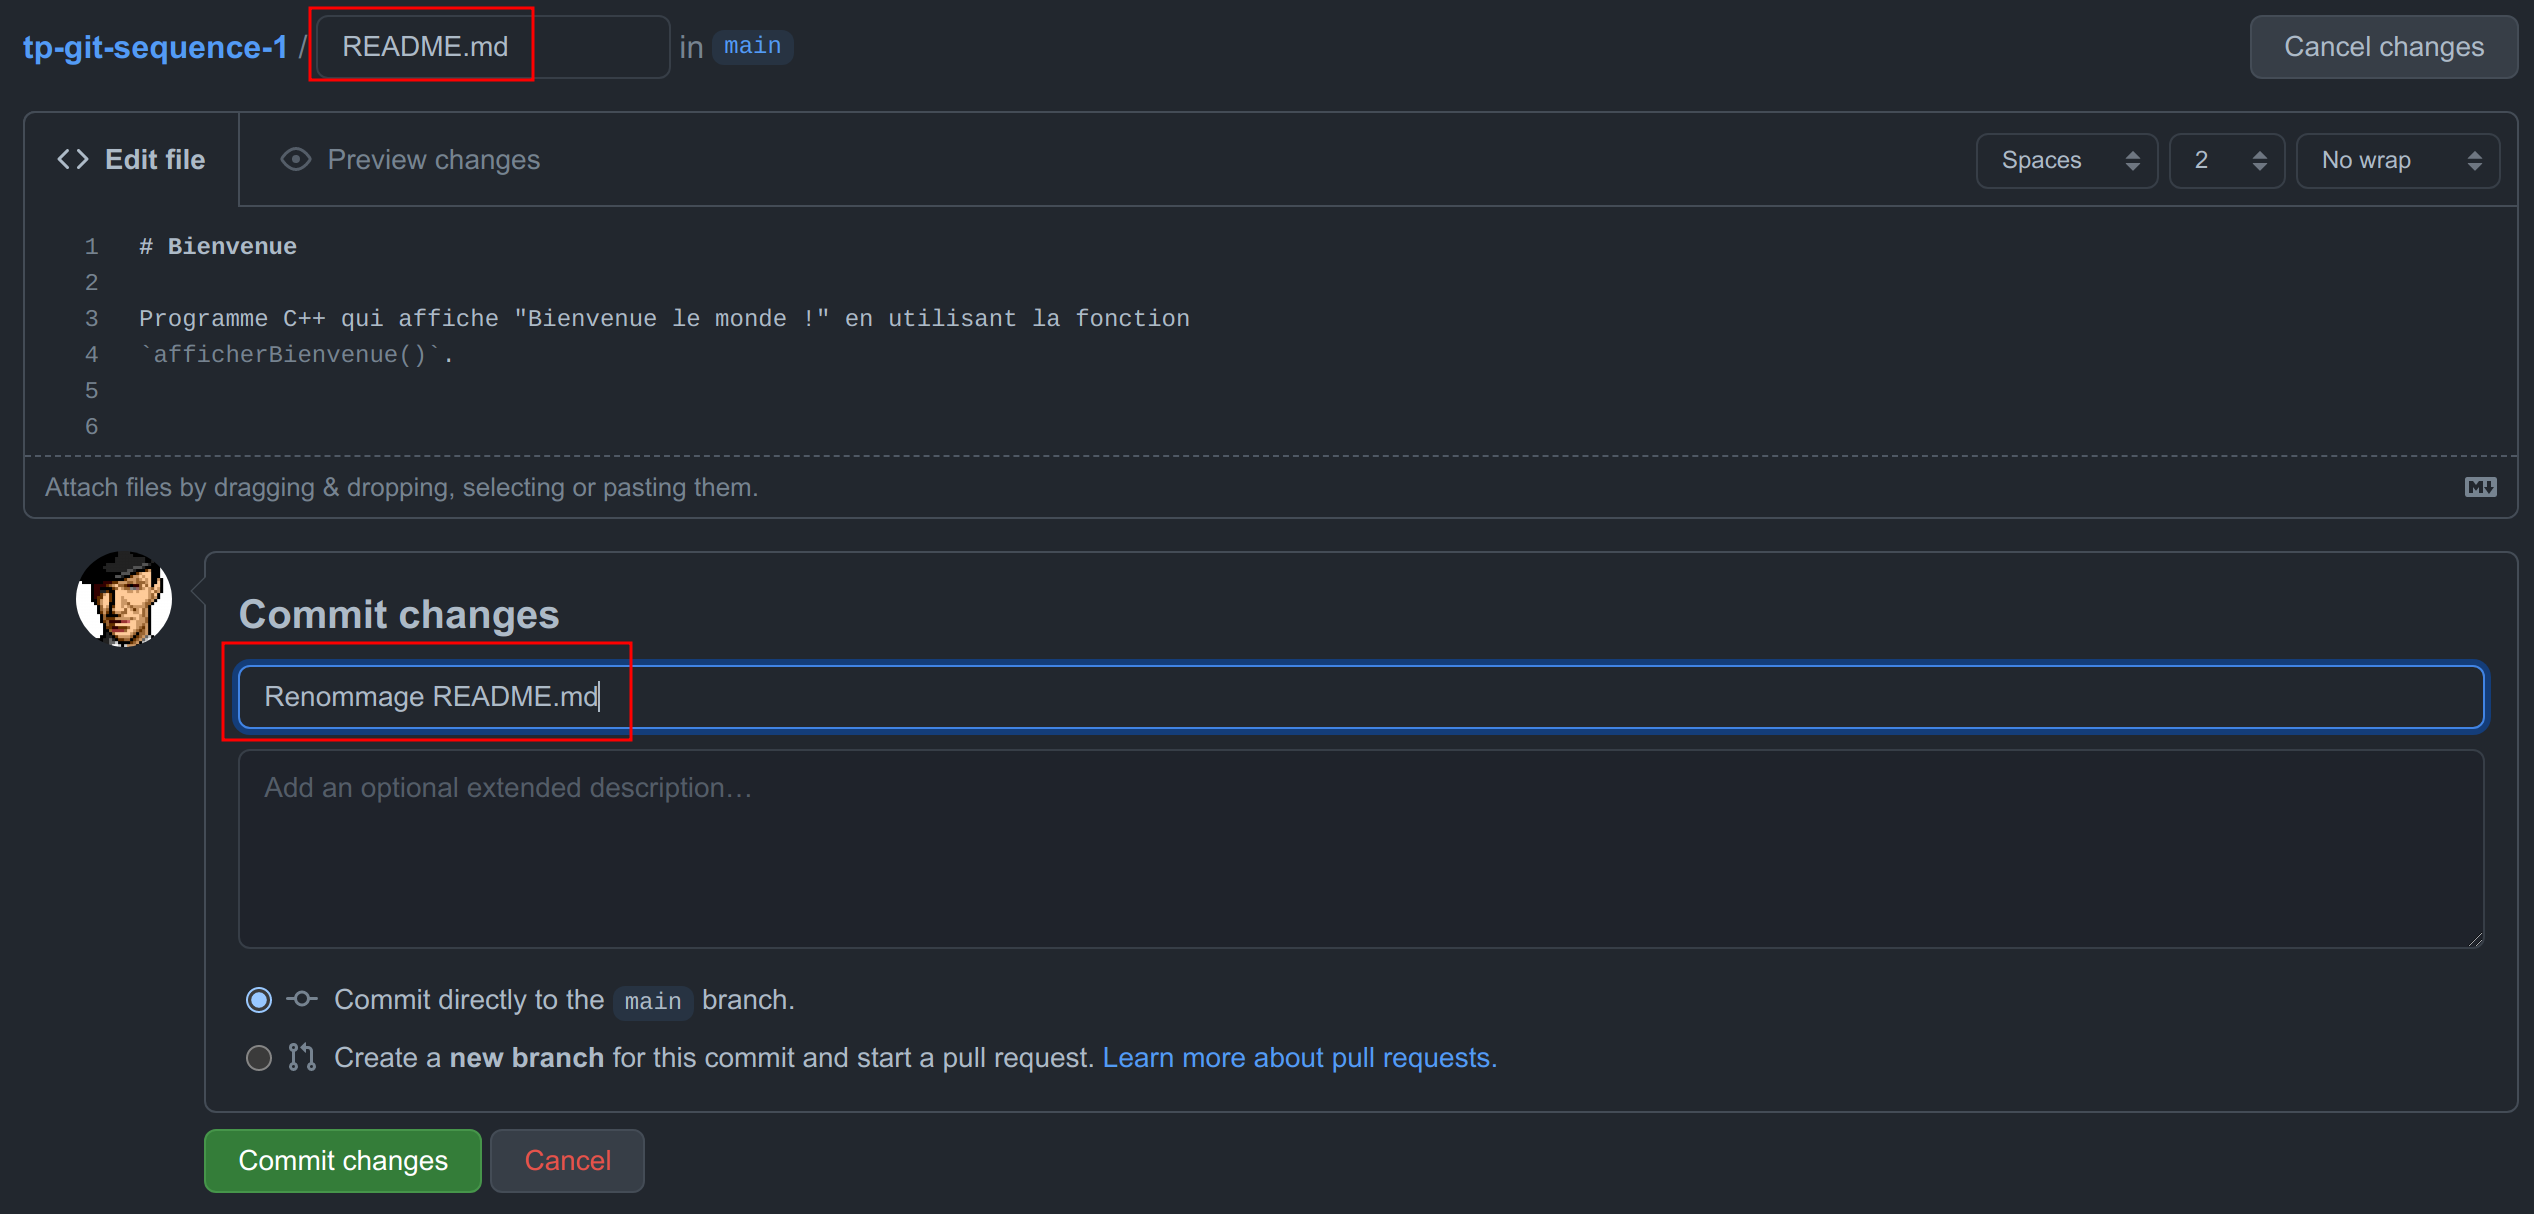 tp-git-sequence-1 / README.md in main Cancel changes
Edit file Preview changes Spaces 2 No wrap
1 # Bienvenue
2
3 Programme C++ qui affiche "Bienvenue le monde !" en utilisant la fonction
4 `afficherBienvenue()`.
5
6
Attach files by dragging & dropping, selecting or pasting them.
Commit changes
Renommage README.md
Add an optional extended description…
Commit directly to the main branch.
Create a new branch for this commit and start a pull request. Learn more about pull requests.
Commit changes Cancel